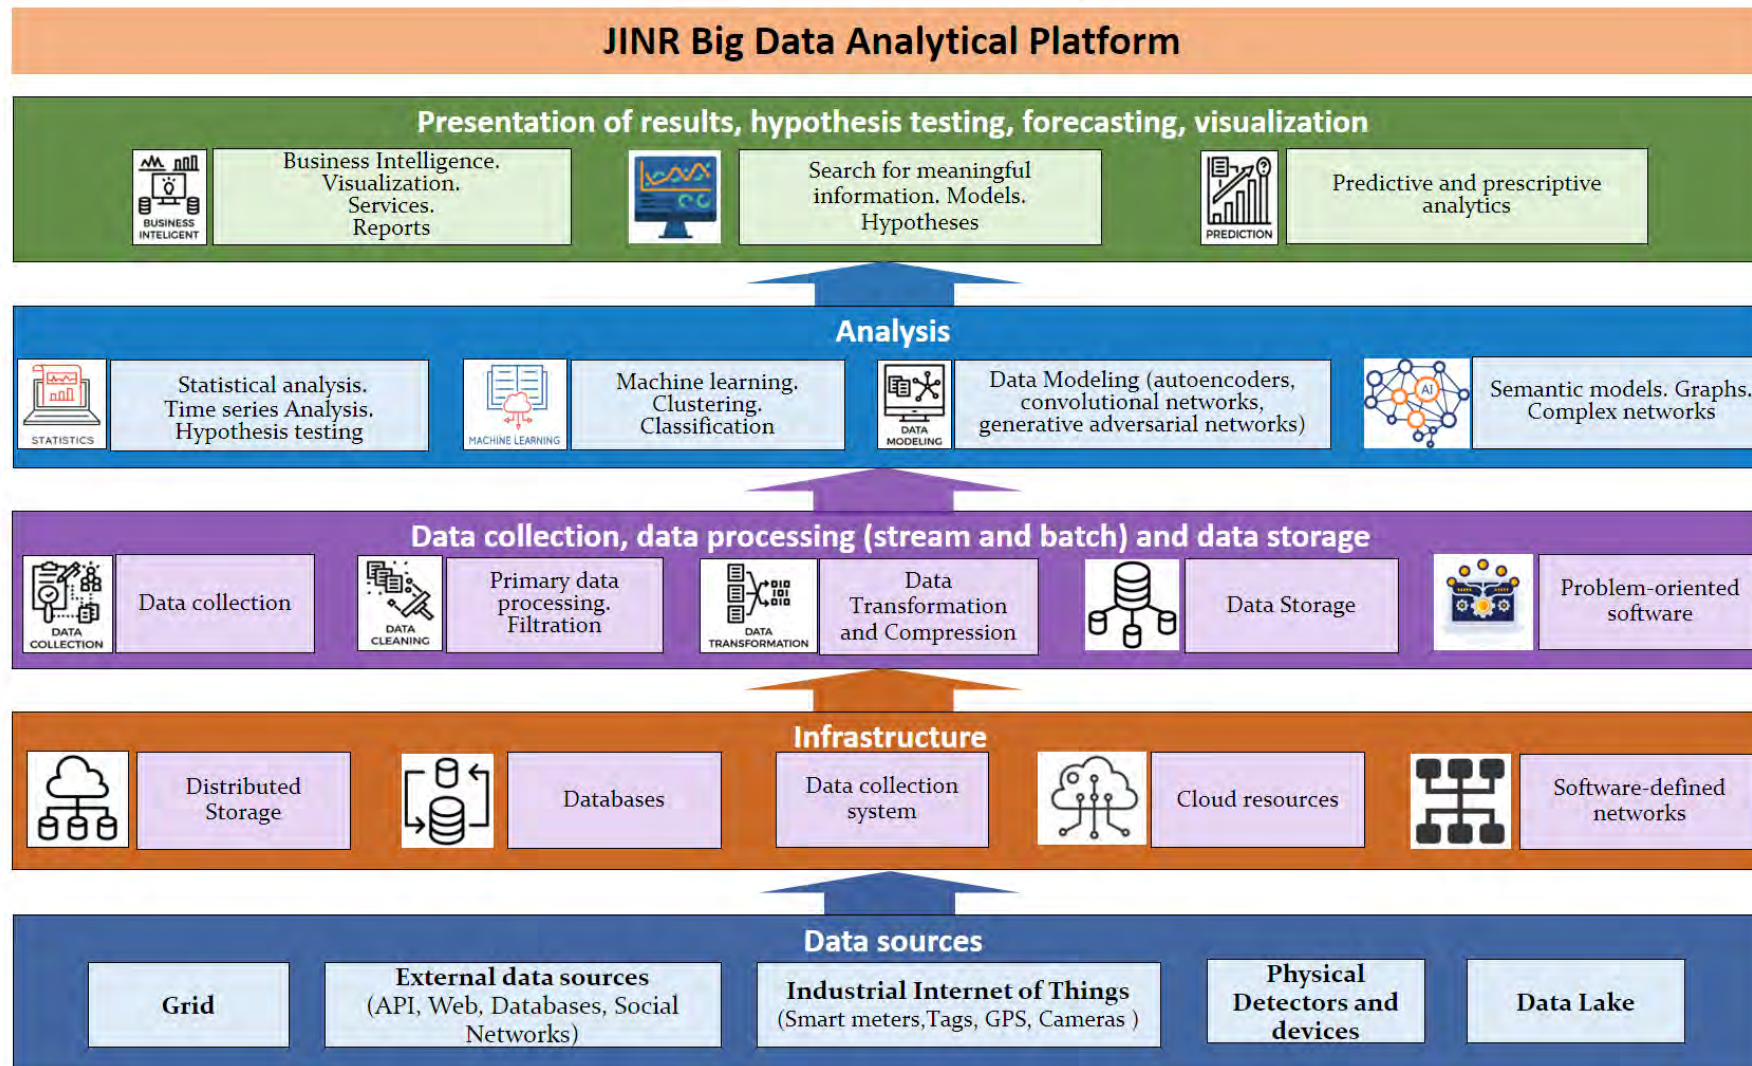 JINR Big Data Analytical Platform
Presentation of results, hypothesis testing, forecasting, visualization
BUSINESS
INTELIGENT
Business Intelligence.
Visualization.
Services.
Reports
Search for meaningful
information. Models.
Hypotheses
PREDICTION
Predictive and prescriptive
analytics
Analysis
STATISTICS
Statistical analysis.
Time series Analysis.
Hypothesis testing
MACHINE LEARNING
Machine learning.
Clustering.
Classification
DATA
MODELING
Data Modeling (autoencoders,
convolutional networks,
generative adversarial networks)
AI
Semantic models. Graphs.
Complex networks
Data collection, data processing (stream and batch) and data storage
DATA
COLLECTION
Data collection
DATA
CLEANING
Primary data
processing.
Filtration
010
101
010
DATA
TRANSFORMATION
Data
Transformation
and Compression
Data Storage
Problem-oriented
software
Infrastructure
Distributed
Storage
Databases
Data collection
system
Cloud resources
Software-defined
networks
Data sources
Grid
External data sources
(API, Web, Databases, Social
Networks)
Industrial Internet of Things
(Smart meters,Tags, GPS, Cameras )
Physical
Detectors and
devices
Data Lake